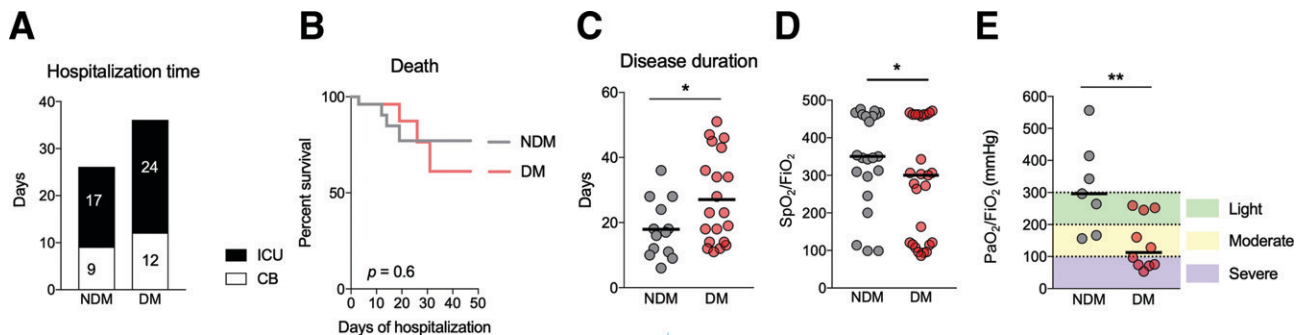 A
Hospitalization time
Days
40
30
20
10
0
17
9
24
12
NDM
DM
ICU
CB
B
Death
Percent survival
100
50
0
NDM
DM
p = 0.6
0 10 20 30 40 50
Days of hospitalization
C
Disease duration
*
Days
60
40
20
0
NDM
DM
D
*
SpO2/FiO2
500
400
300
200
100
0
NDM
DM
E
**
PaO2/FiO2 (mmHg)
600
500
400
300
200
100
0
NDM
DM
Light
Moderate
Severe